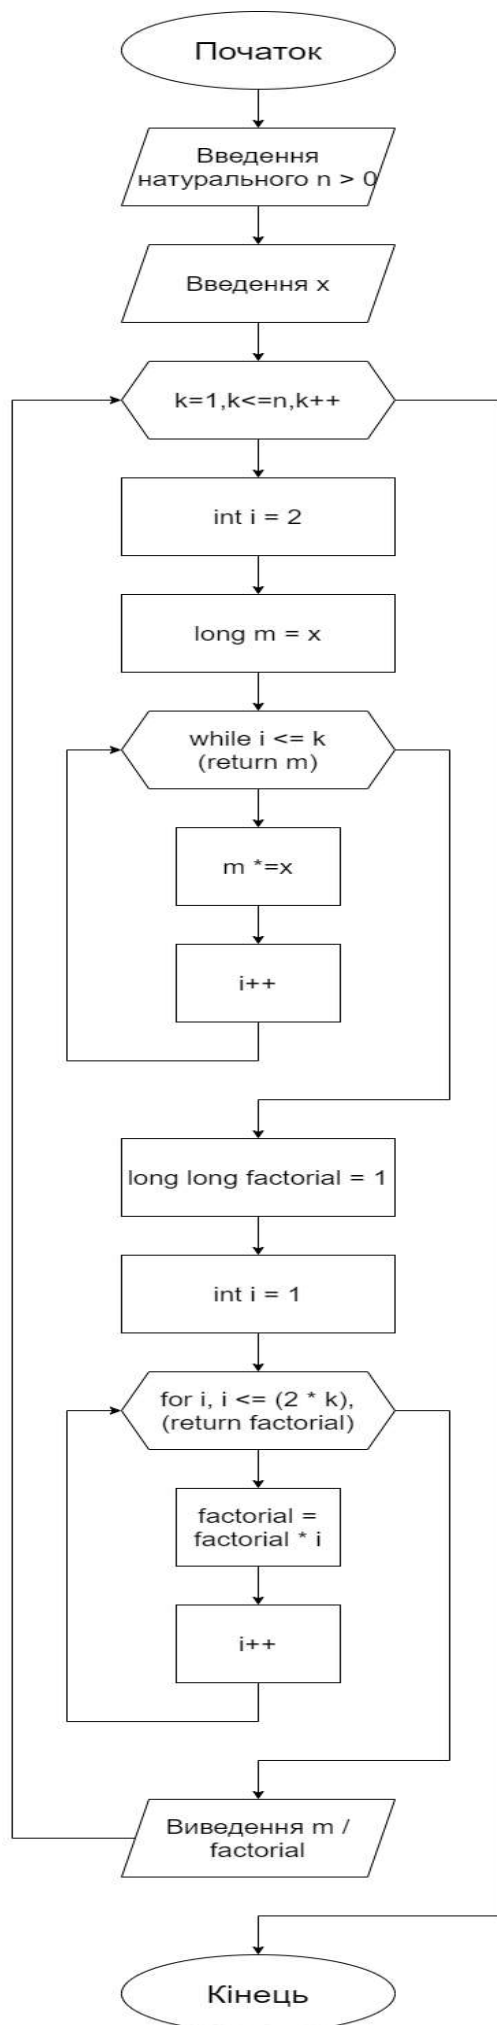 Початок
Введення
натурального n > 0
Введення x
k=1,k<=n,k++
int i = 2
long m = x
while i <= k
(return m)
m *=x
i++
long long factorial = 1
int i = 1
for i, i <= (2 * k),
(return factorial)
factorial =
factorial * i
i++
Виведення m /
factorial
Кінець